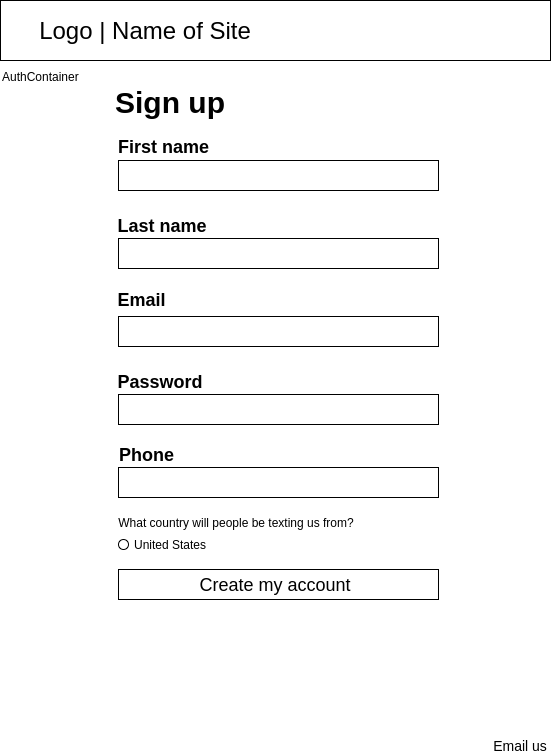 Logo | Name of Site
AuthContainer
Sign up
First name
Last name
Email
Password
Phone
What country will people be texting us from?
United States
Create my account
Email us